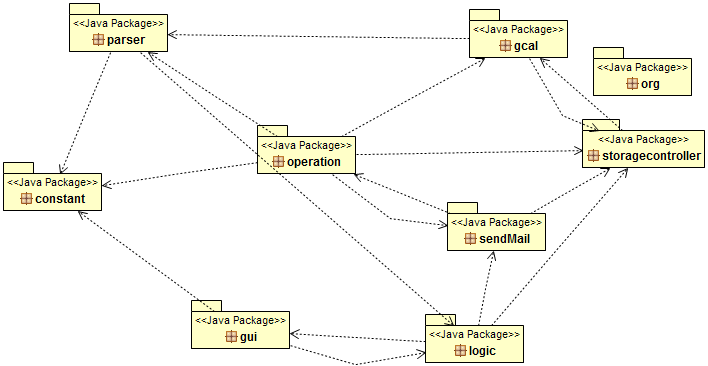 <<Java Package>>
parser
<<Java Package>>
gcal
<<Java Package>>
org
<<Java Package>>
operation
<<Java Package>>
storagecontroller
<<Java Package>>
constant
<<Java Package>>
sendMail
<<Java Package>>
gui
<<Java Package>>
logic